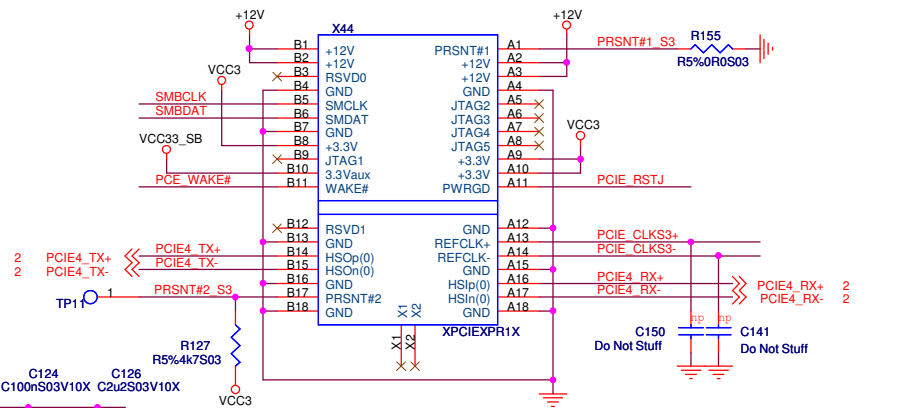 +12V
+12V
X44
B1 +12V PRSNT#1 A1 PRSNT#1_S3 R155
B2 +12V +12V A2 R5%0R0S03
B3 RSVD0 +12V A3
VCC3
B4 GND GND A4
SMBCLK B5 SMCLK JTAG2 A5
SMBDAT B6 SMDAT JTAG3 A6
B7 GND JTAG4 A7 VCC3
VCC33_SB B8 +3.3V JTAG5 A8
B9 JTAG1 +3.3V A9
B10 3.3Vaux +3.3V A10
PCE_WAKE# B11 WAKE# PWRGD A11 PCIE_RSTJ
B12 RSVD1 GND A12
B13 GND REFCLK+ A13 PCIE_CLKS3+
2 PCIE4_TX+ PCIE4_TX+ B14 HSOp(0) REFCLK- A14 PCIE_CLKS3-
2 PCIE4_TX- PCIE4_TX- B15 HSOn(0) GND A15
B16 GND HSIp(0) A16 PCIE4_RX+ PCIE4_RX+ 2
TP11 1 PRSNT#2_S3 B17 PRSNT#2 HSIn(0) A17 PCIE4_RX- PCIE4_RX- 2
B18 GND GND A18
X1 X2
np np
X1 X2 XPCIEXPR1X
C150 C141
Do Not Stuff Do Not Stuff
R127
R5%4k7S03
C124 C126
C100nS03V10X C2u2S03V10X
VCC3